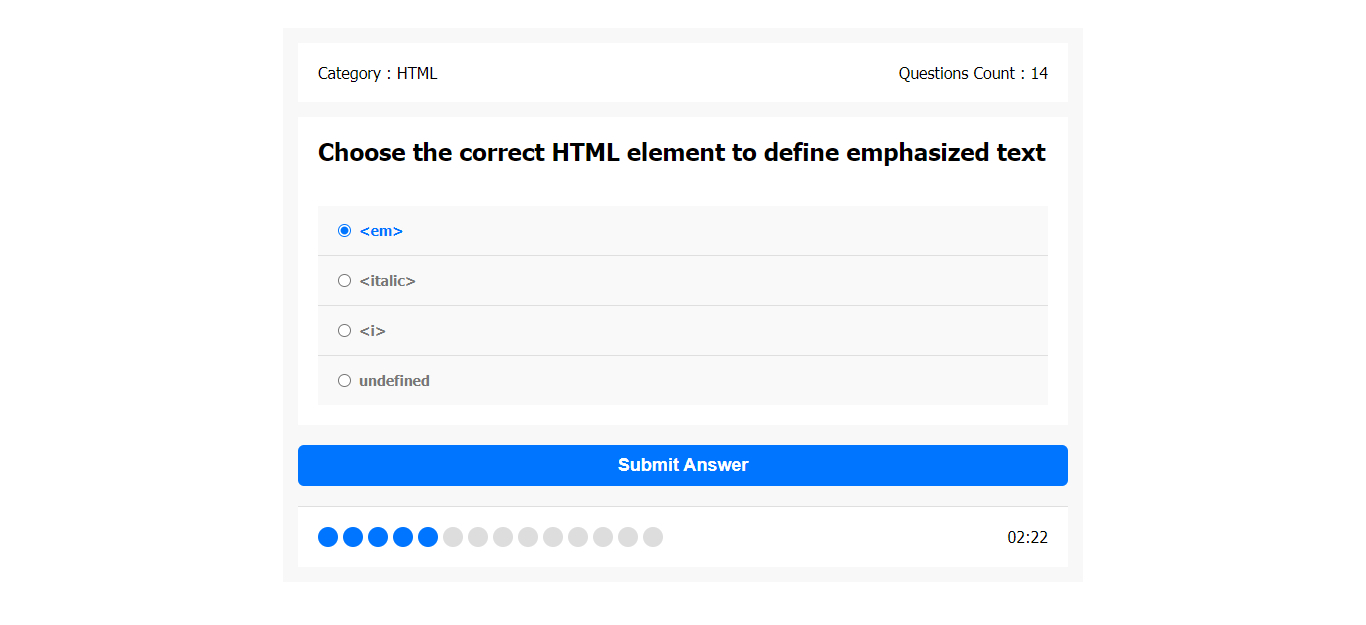 Category : HTML
Questions Count : 14
Choose the correct HTML element to define emphasized text
<em>
<italic>
<i>
undefined
Submit Answer
02:22